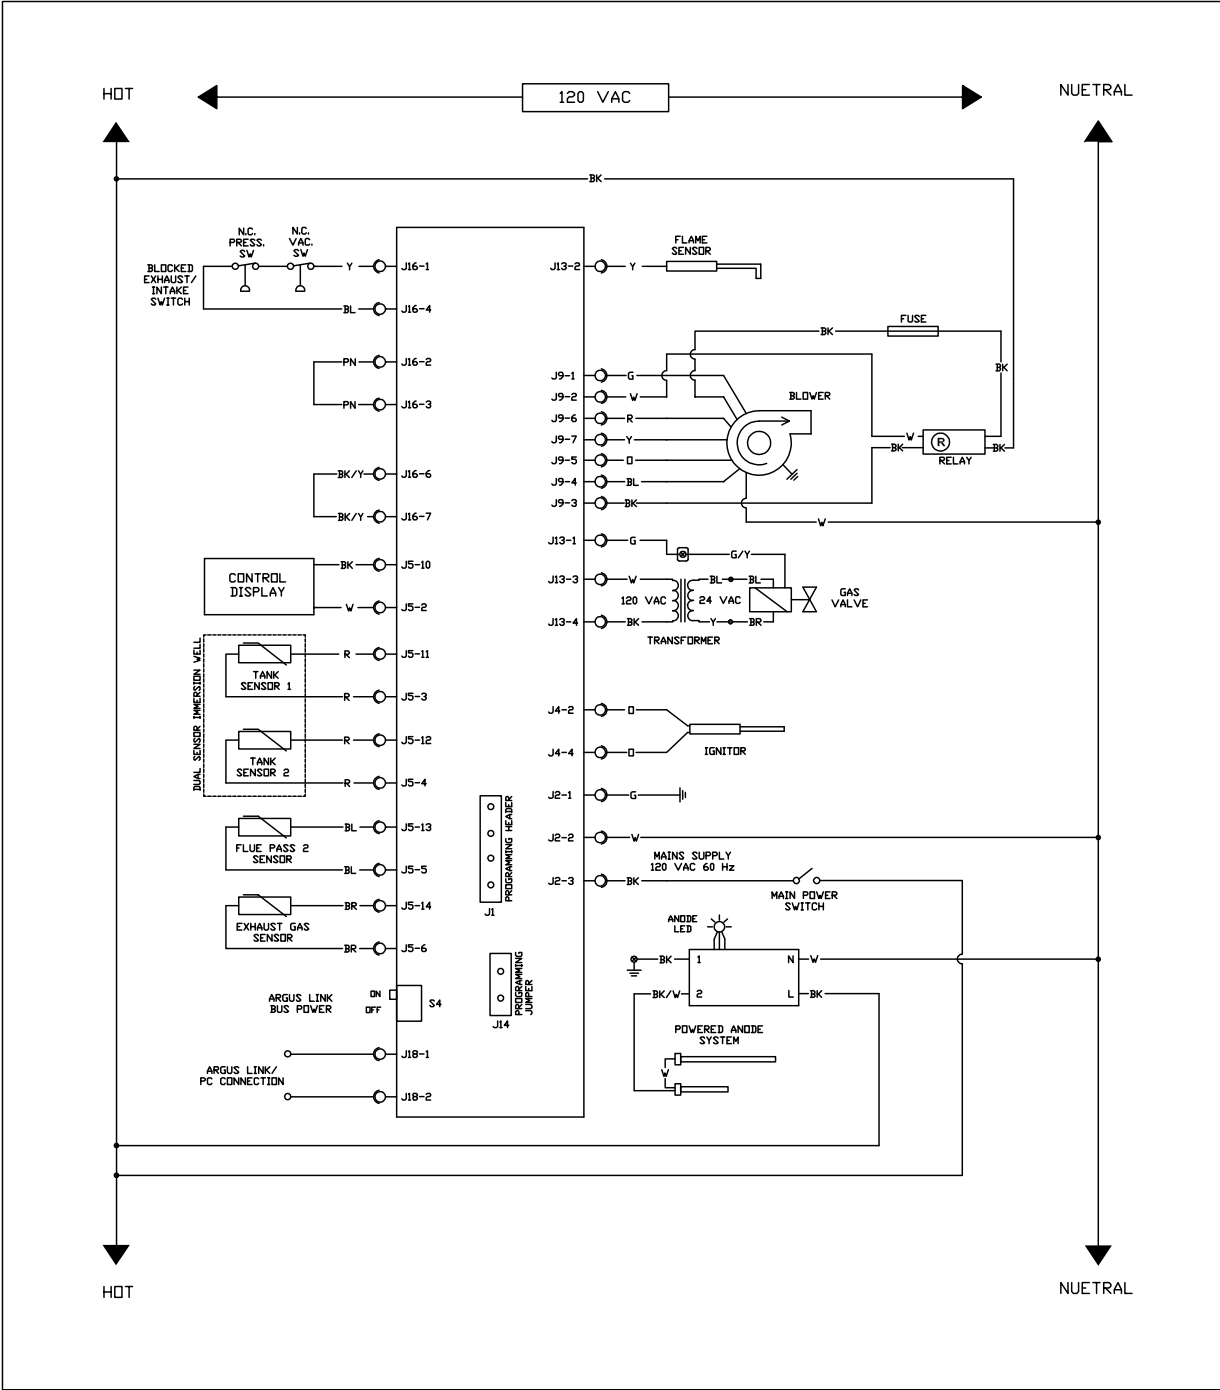 HOT
120 VAC
NUETRAL
BK
N.C.
PRESS.
SW
N.C.
VAC.
SW
BLOCKED
EXHAUST/
INTAKE
SWITCH
Y
J16-1
BL
J16-4
PN
J16-2
PN
J16-3
BK/Y
J16-6
BK/Y
J16-7
CONTROL
DISPLAY
BK
J5-10
W
J5-2
DUAL SENSOR IMMERSION WELL
TANK
SENSOR 1
R
J5-11
R
J5-3
TANK
SENSOR 2
R
J5-12
R
J5-4
FLUE PASS 2
SENSOR
BL
J5-13
BL
J5-5
EXHAUST GAS
SENSOR
BR
J5-14
BR
J5-6
ARGUS LINK
BUS POWER
ON
OFF
S4
ARGUS LINK/
PC CONNECTION
J18-1
J18-2
PROGRAMMING HEADER
J1
PROGRAMMING
JUMPER
J14
J13-2
Y
FLAME
SENSOR
FUSE
BK
BK
J9-1
G
J9-2
W
J9-6
R
J9-7
Y
J9-5
O
J9-4
BL
J9-3
BK
BLOWER
W
BK
R
RELAY
BK
W
J13-1
G
G/Y
J13-3
W
120 VAC
24 VAC
BL
BL
GAS
VALVE
J13-4
BK
Y
BR
TRANSFORMER
J4-2
O
J4-4
O
IGNITOR
J2-1
G
J2-2
W
J2-3
BK
MAINS SUPPLY
120 VAC 60 Hz
MAIN POWER
SWITCH
ANODE
LED
BK
1
N
W
BK/W
2
L
BK
POWERED ANODE
SYSTEM
W
HOT
NUETRAL